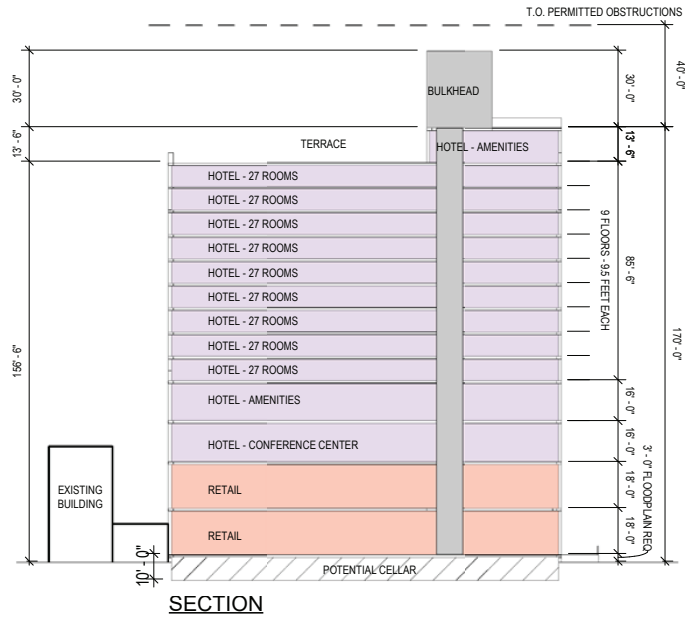 T.O. PERMITTED OBSTRUCTIONS
30' - 0"
BULKHEAD
30' - 0"
40' - 0"
13' - 6"
TERRACE
HOTEL - AMENITIES
13' - 6"
HOTEL - 27 ROOMS
HOTEL - 27 ROOMS
HOTEL - 27 ROOMS
HOTEL - 27 ROOMS
HOTEL - 27 ROOMS
HOTEL - 27 ROOMS
HOTEL - 27 ROOMS
HOTEL - 27 ROOMS
HOTEL - 27 ROOMS
9 FLOORS - 9.5 FEET EACH
85' - 6"
170' - 0"
156' - 6"
HOTEL - AMENITIES
16' - 0"
HOTEL - CONFERENCE CENTER
16' - 0"
RETAIL
18' - 0"
3' - 0" FLOODPLAIN REQ.
EXISTING
BUILDING
RETAIL
18' - 0"
10' - 0"
POTENTIAL CELLAR
SECTION